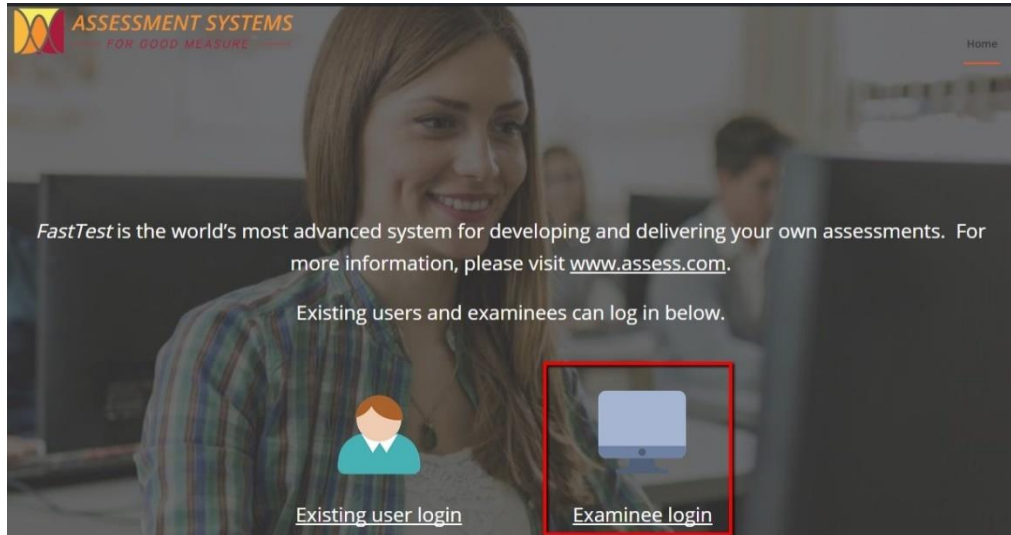 ASSESSMENT SYSTEMS
FOR GOOD MEASURE
Home
FastTest is the world's most advanced system for developing and delivering your own assessments. For
more information, please visit www.assess.com.
Existing users and examinees can log in below.
Existing user login
Examinee login